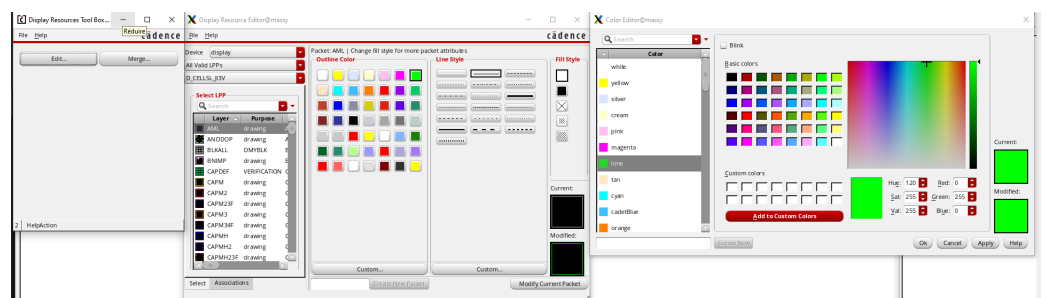 Display Resources Tool Box...
Réduire
File Help
cādence
Edit...
Merge...
2 HelpAction
Display Resource Editor@massy
File Help
cādence
Device display
All Valid LPPs
D_CELLSL_JI3V
Select LPP
Search
Layer Purpose
AML drawing
ANODOP drawing
BLKALL DMYBLK
BNIMP drawing
CAPDEF VERIFICATION
CAPM drawing
CAPM2 drawing
CAPM23F drawing
CAPM3 drawing
CAPM34F drawing
CAPMH drawing
CAPMH2 drawing
CAPMH23F drawing
Select Associations
Packet: AML | Change fill style for more packet attributes
Outline Color
Line Style
Fill Style
Custom...
Custom...
Current:
Modified:
Create New Packet
Modify Current Packet
Color Editor@massy
Search
Color
white
yellow
silver
cream
pink
magenta
lime
tan
cyan
cadetBlue
orange
Create New
Blink
Basic colors
Custom colors
Add to Custom Colors
Hue: 120 Red: 0
Sat: 255 Green: 255
Val: 255 Blue: 0
Current:
Modified:
Ok Cancel Apply Help